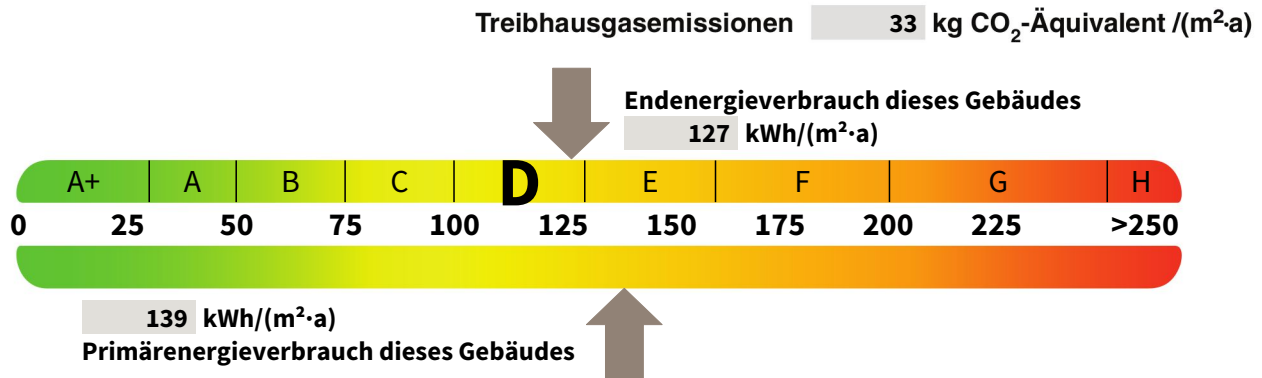 Treibhausgasemissionen 33 kg CO₂-Äquivalent /(m²·a)
Endenergieverbrauch dieses Gebäudes
127 kWh/(m²·a)
A+ A B C D E F G H
0 25 50 75 100 125 150 175 200 225 >250
139 kWh/(m²·a)
Primärenergieverbrauch dieses Gebäudes